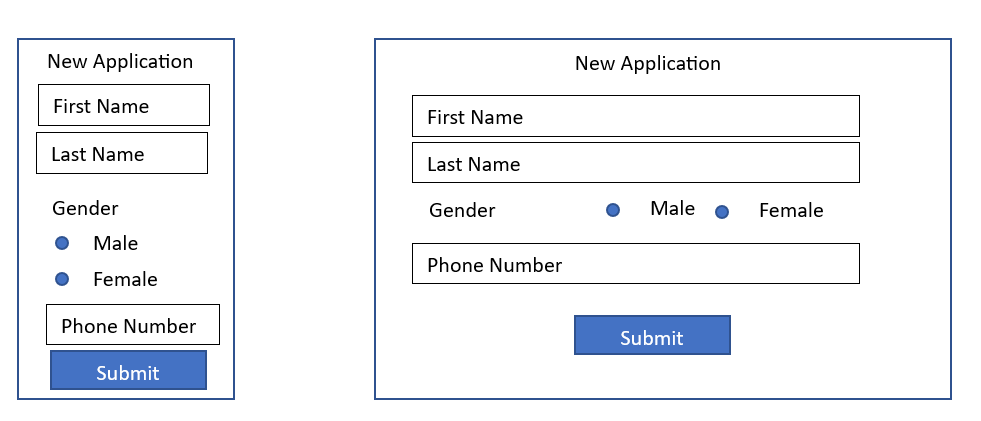 New Application
First Name
Last Name
Gender
Male
Female
Phone Number
Submit
New Application
First Name
Last Name
Gender Male Female
Phone Number
Submit